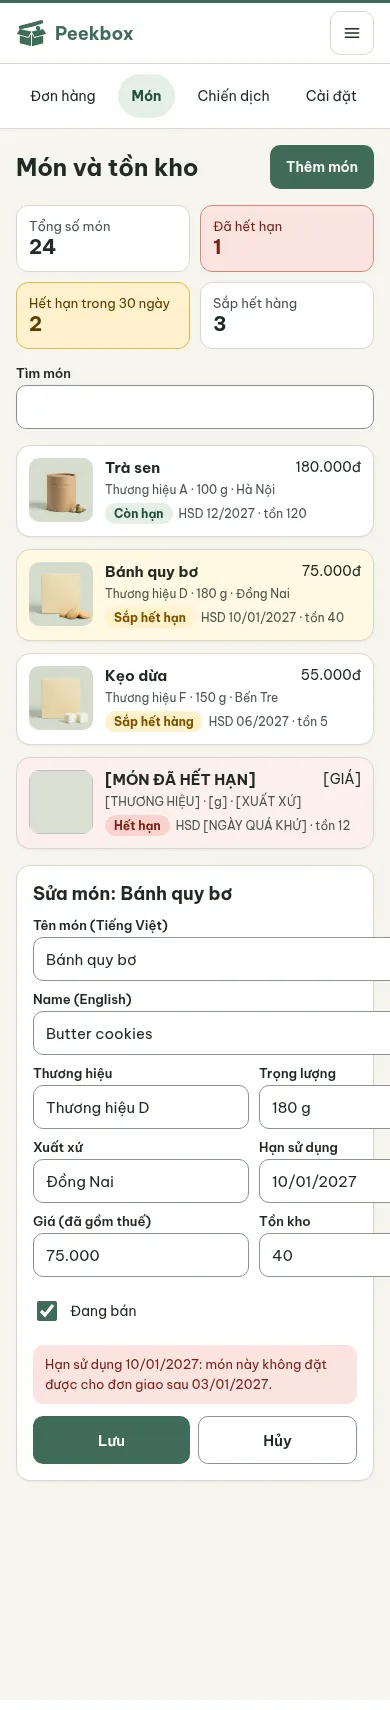 Peekbox
Đơn hàng
Món
Chiến dịch
Cài đặt
Món và tồn kho
Thêm món
Tổng số món
24
Đã hết hạn
1
Hết hạn trong 30 ngày
2
Sắp hết hàng
3
Tìm món
Trà sen
180.000đ
Thương hiệu A · 100 g · Hà Nội
Còn hạn HSD 12/2027 · tồn 120
Bánh quy bơ
75.000đ
Thương hiệu D · 180 g · Đồng Nai
Sắp hết hạn HSD 10/01/2027 · tồn 40
Kẹo dừa
55.000đ
Thương hiệu F · 150 g · Bến Tre
Sắp hết hàng HSD 06/2027 · tồn 5
[MÓN ĐÃ HẾT HẠN]
[GIÁ]
[THƯƠNG HIỆU] · [g] · [XUẤT XỨ]
Hết hạn HSD [NGÀY QUÁ KHỨ] · tồn 12
Sửa món: Bánh quy bơ
Tên món (Tiếng Việt)
Bánh quy bơ
Name (English)
Butter cookies
Thương hiệu
Thương hiệu D
Trọng lượng
180 g
Xuất xứ
Đồng Nai
Hạn sử dụng
10/01/2027
Giá (đã gồm thuế)
75.000
Tồn kho
40
Đang bán
Hạn sử dụng 10/01/2027: món này không đặt
được cho đơn giao sau 03/01/2027.
Lưu
Hủy